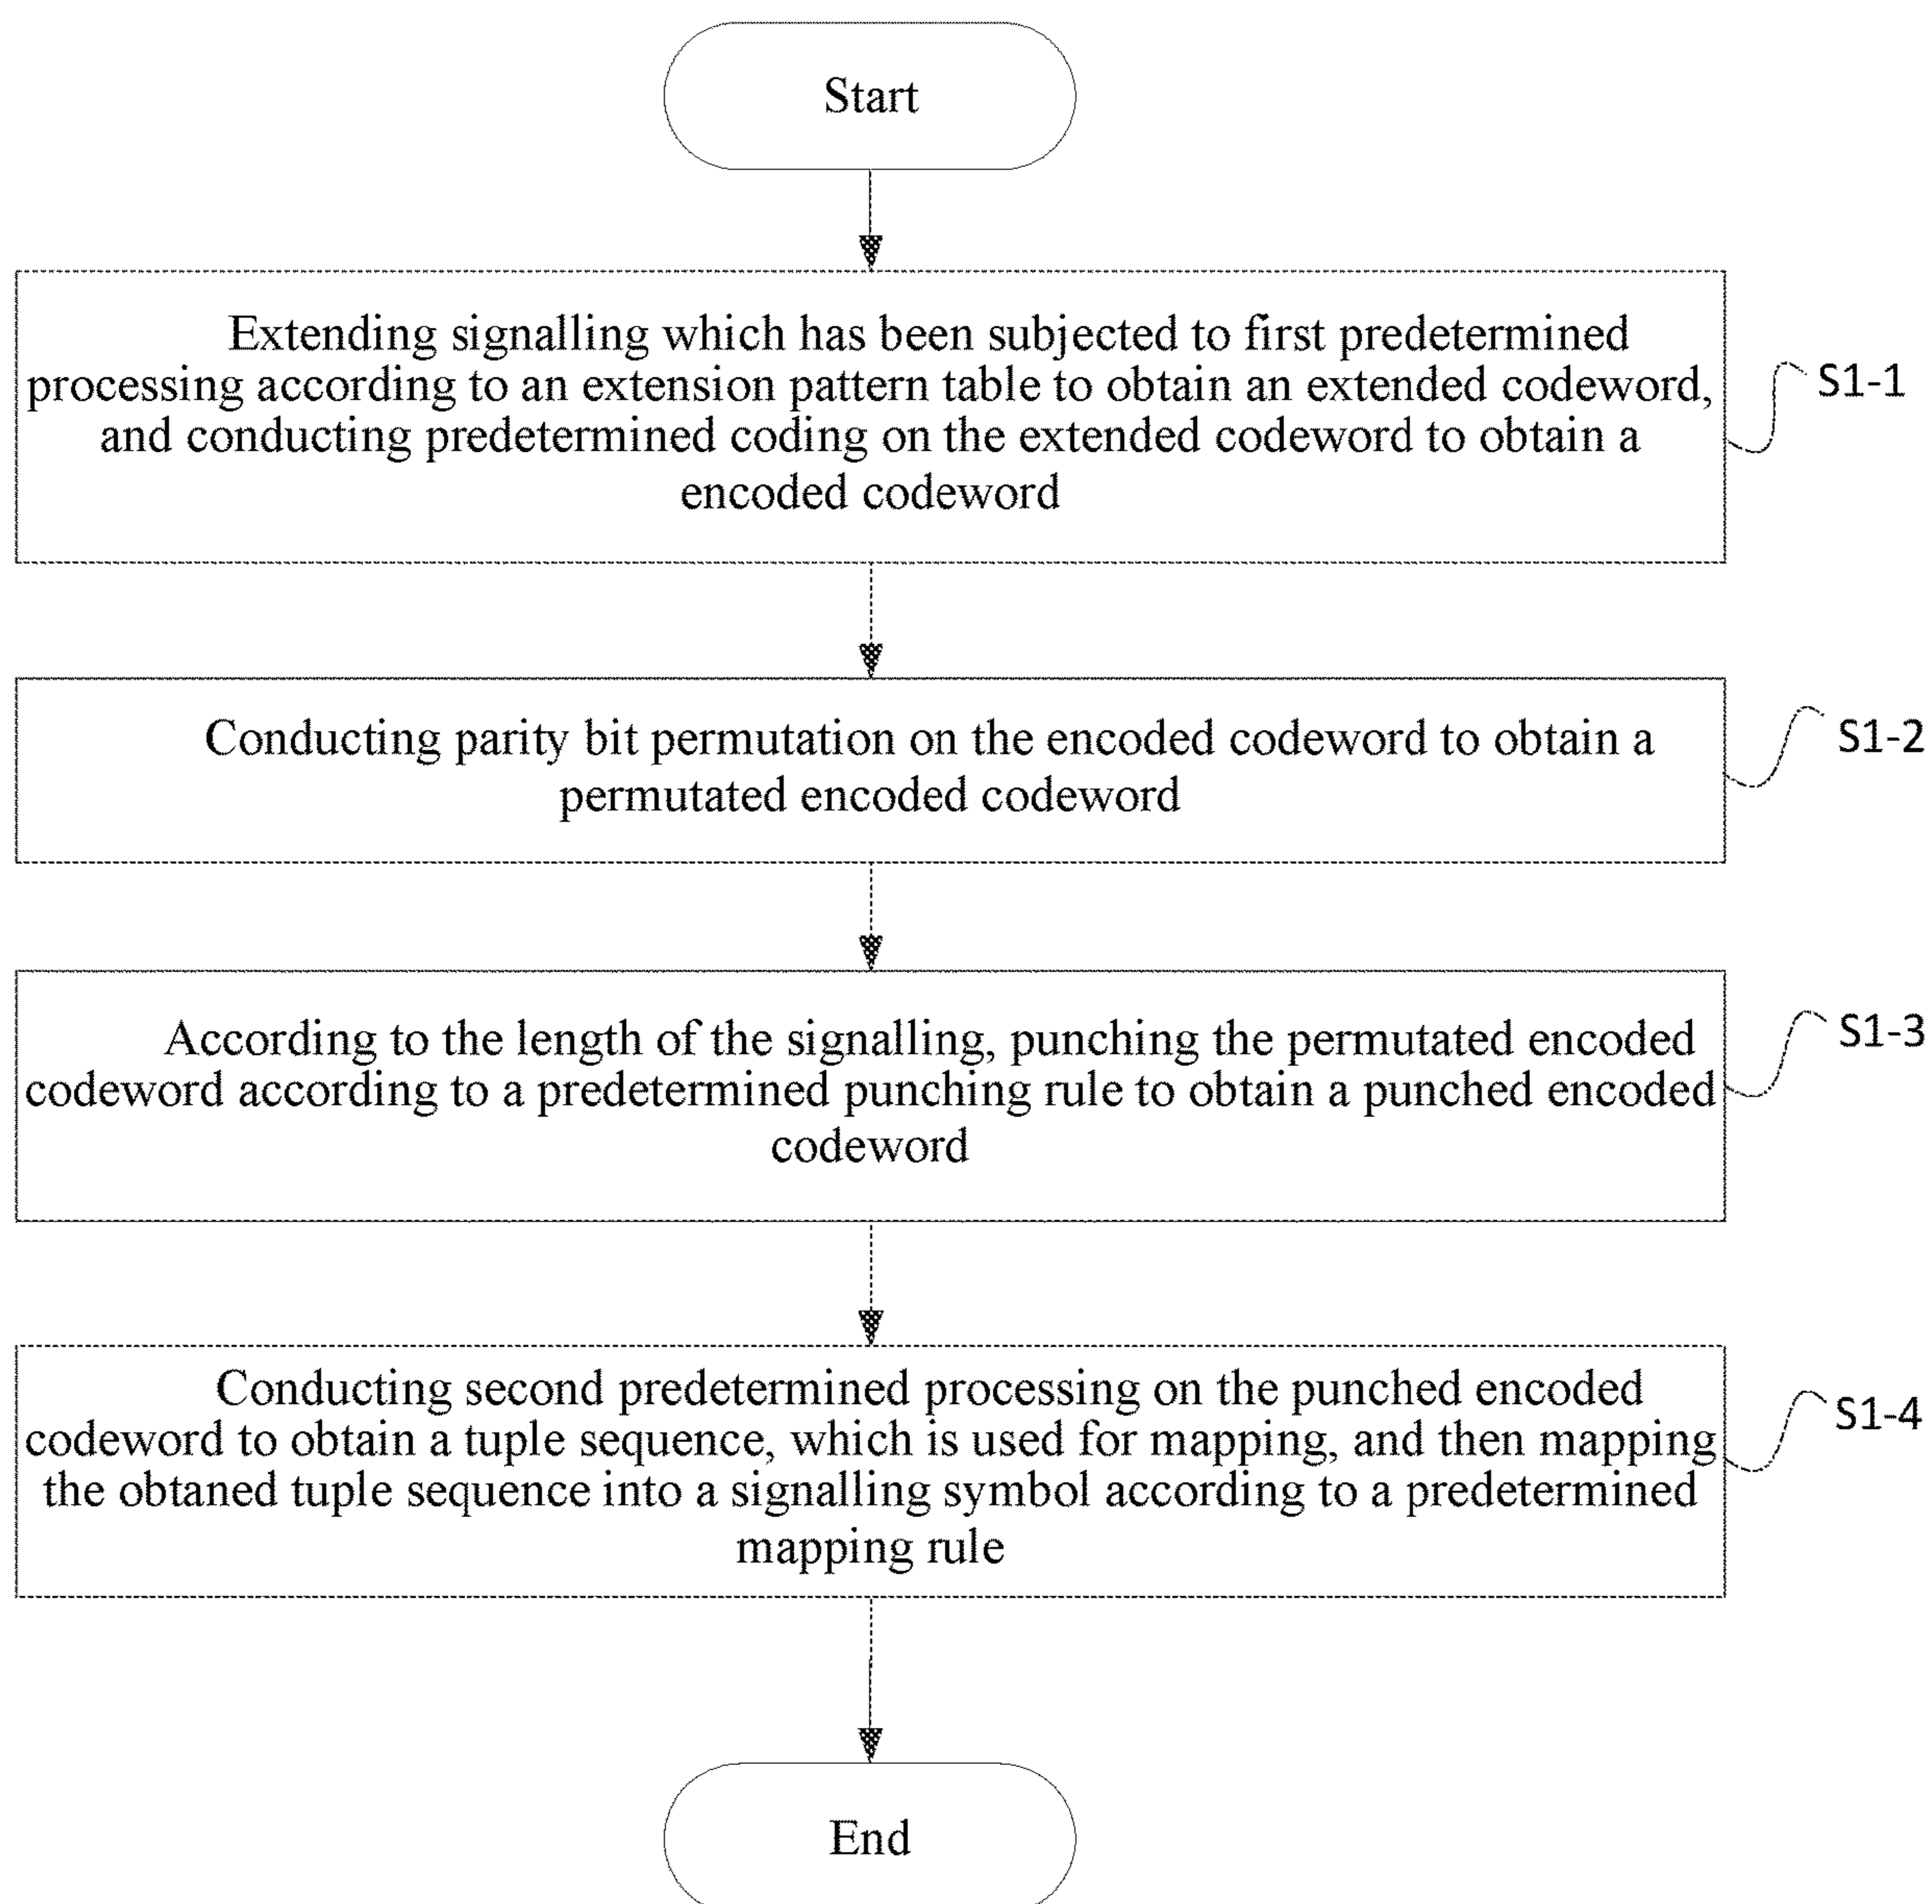 Start
Extending signalling which has been subjected to first predetermined
processing according to an extension pattern table to obtain an extended codeword,
and conducting predetermined coding on the extended codeword to obtain a
encoded codeword
S1-1
Conducting parity bit permutation on the encoded codeword to obtain a
permutated encoded codeword
S1-2
According to the length of the signalling, punching the permutated encoded
codeword according to a predetermined punching rule to obtain a punched encoded
codeword
S1-3
Conducting second predetermined processing on the punched encoded
codeword to obtain a tuple sequence, which is used for mapping, and then mapping
the obtaned tuple sequence into a signalling symbol according to a predetermined
mapping rule
S1-4
End